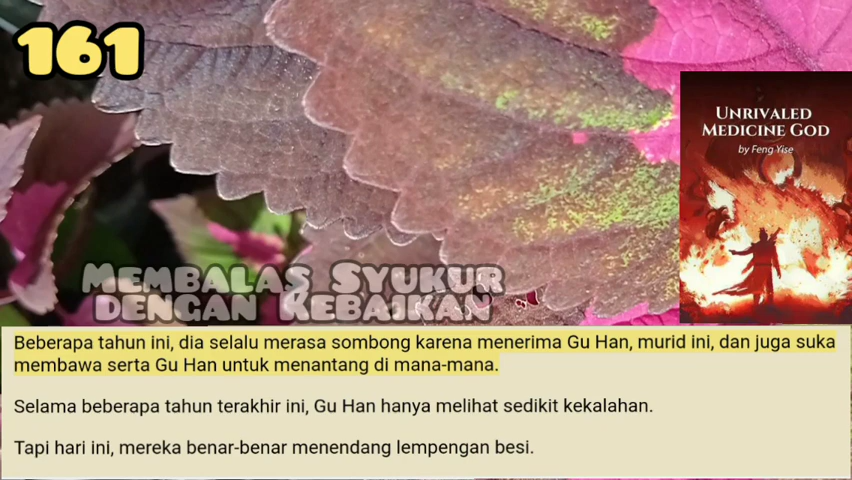 161
UNRIVALED
MEDICINE GOD
by Feng Yise
MEMBALAS SYUKUR
DENGAN KEBAJKAN
Beberapa tahun ini, dia selalu merasa sombong karena menerima Gu Han, murid ini, dan juga suka
membawa serta Gu Han untuk menantang di mana-mana.
Selama beberapa tahun terakhir ini, Gu Han hanya melihat sedikit kekalahan.
Tapi hari ini, mereka benar-benar menendang lempengan besi.